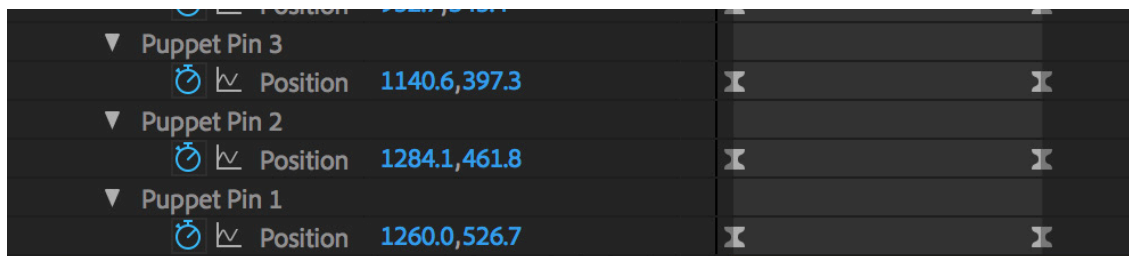 Puppet Pin 3
Position 1140.6,397.3
Puppet Pin 2
Position 1284.1,461.8
Puppet Pin 1
Position 1260.0,526.7